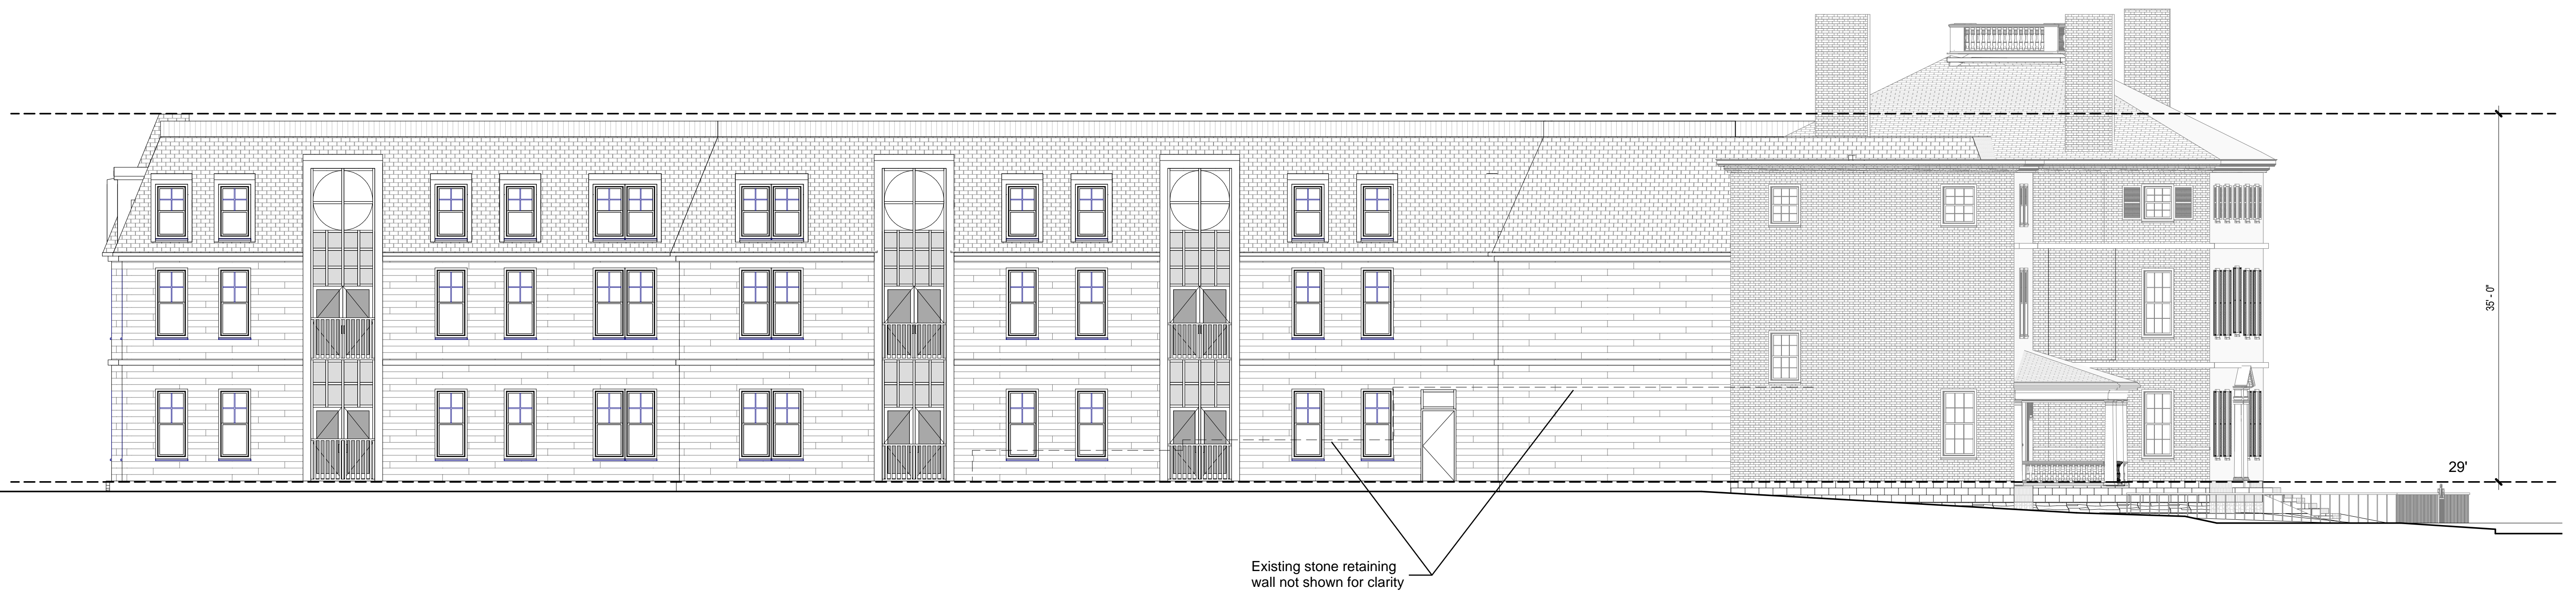 35' - 0"
29'
Existing stone retaining
wall not shown for clarity